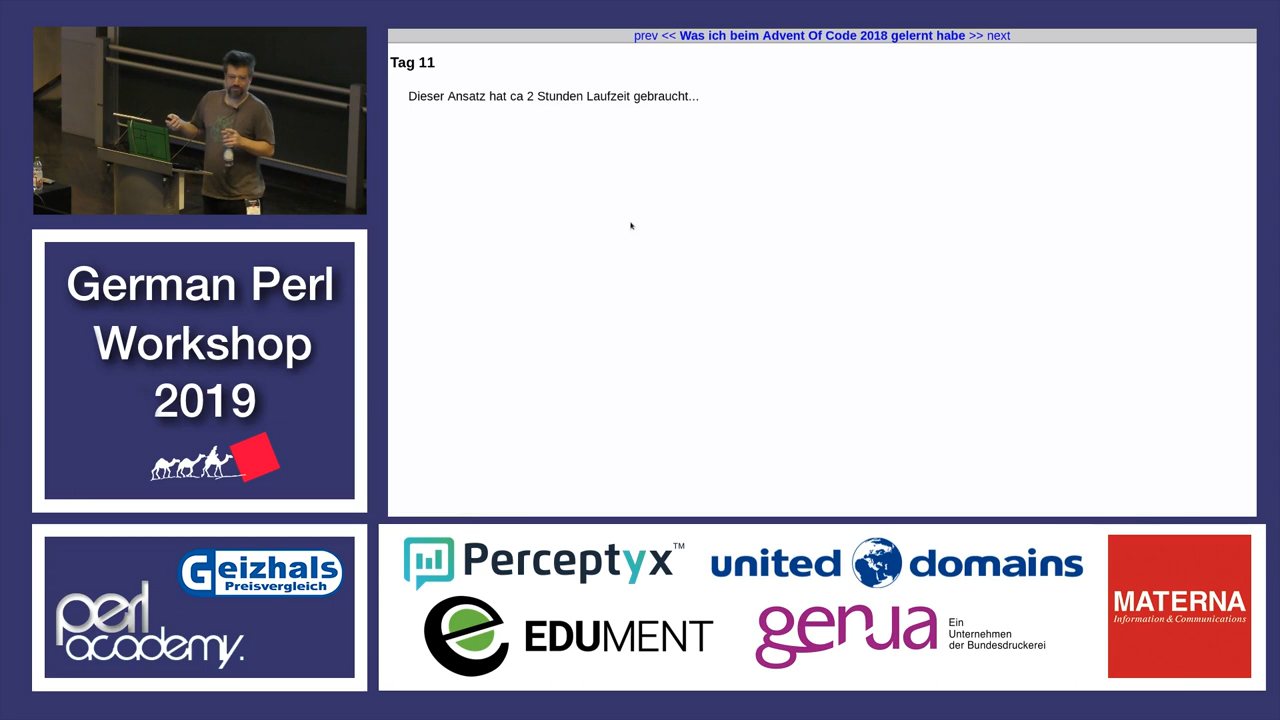 prev << Was ich beim Advent Of Code 2018 gelernt habe >> next
Tag 11
Dieser Ansatz hat ca 2 Stunden Laufzeit gebraucht...
German Perl
Workshop
2019
Geizhals
Preisvergleich
perl
academy.
Perceptyx™
united domains
EDUMENT
genua
Ein
Unternehmen
der Bundesdruckerei
MATERNA
Information & Communications